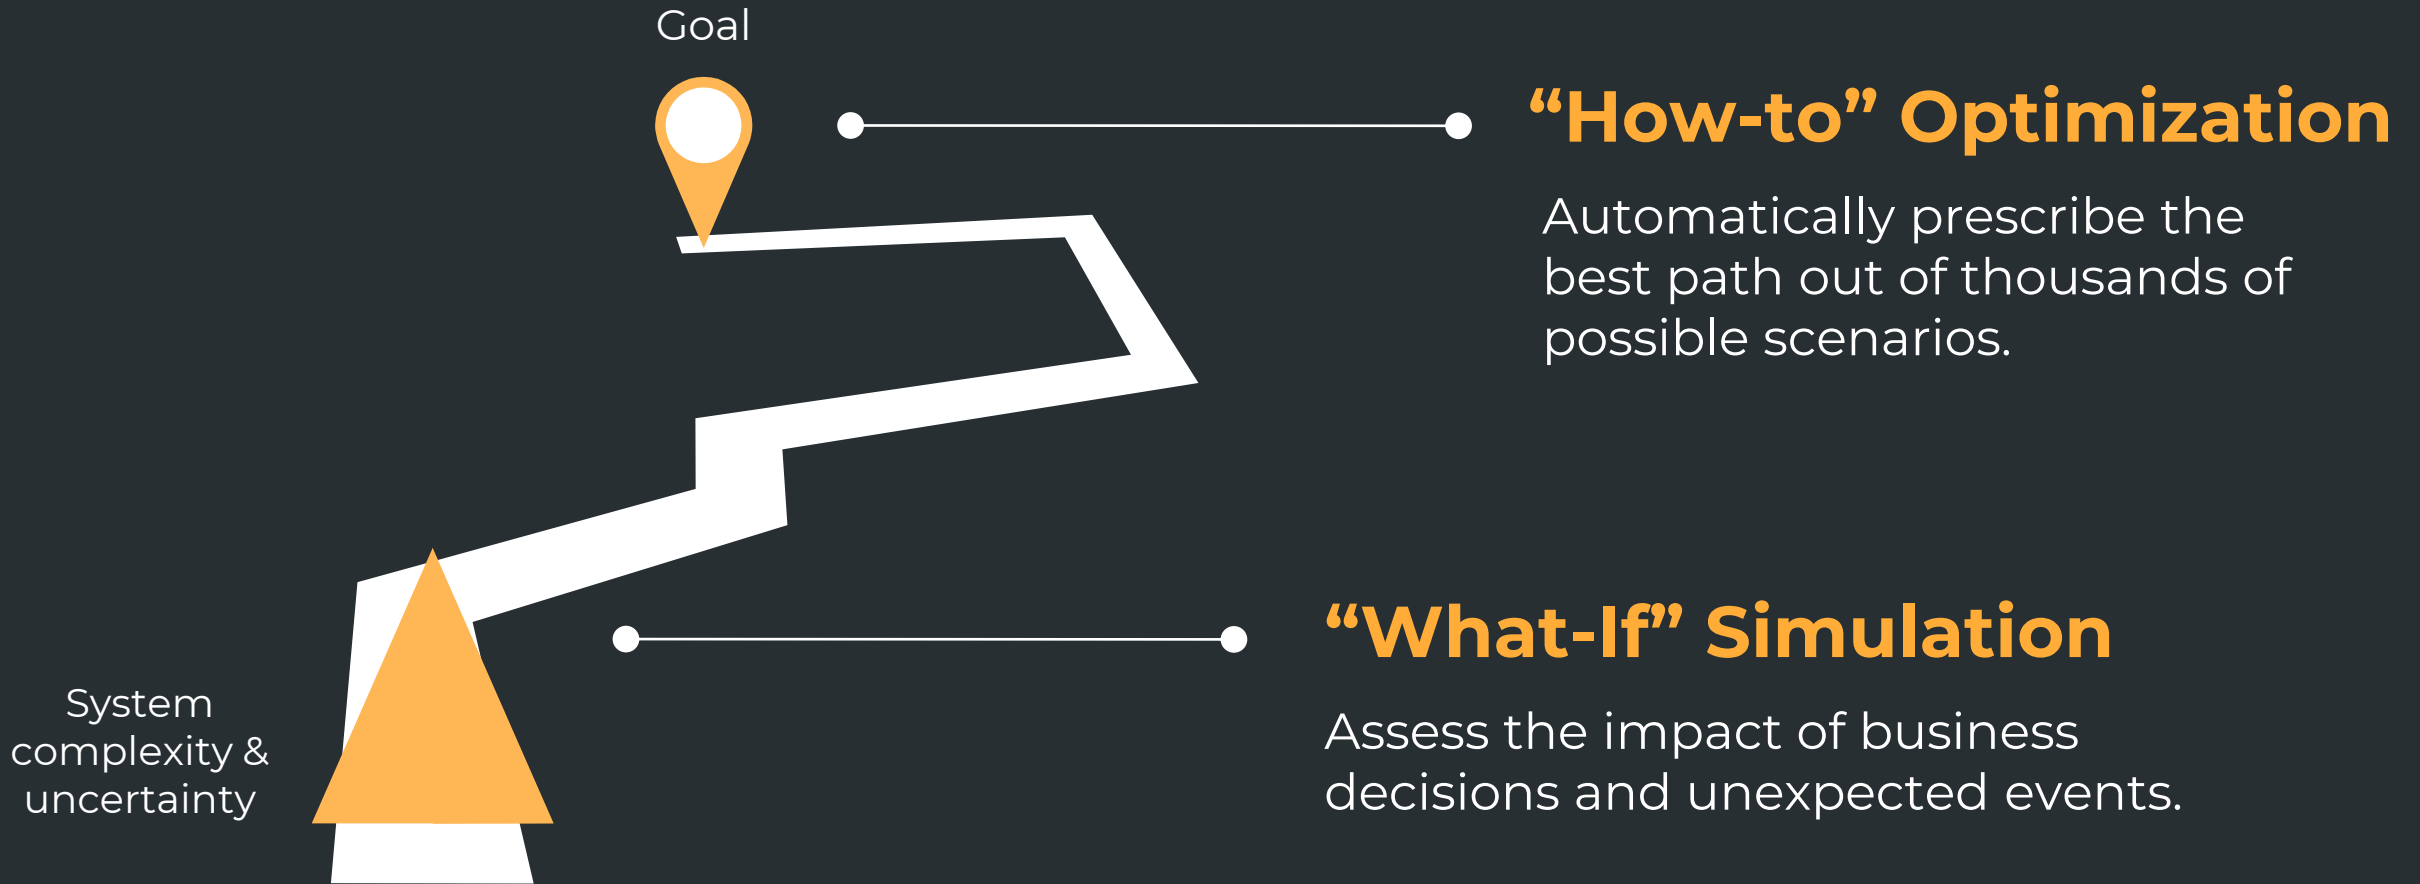 Goal
“How-to” Optimization
Automatically prescribe the
best path out of thousands of
possible scenarios.
“What-If” Simulation
Assess the impact of business
decisions and unexpected events.
System
complexity &
uncertainty